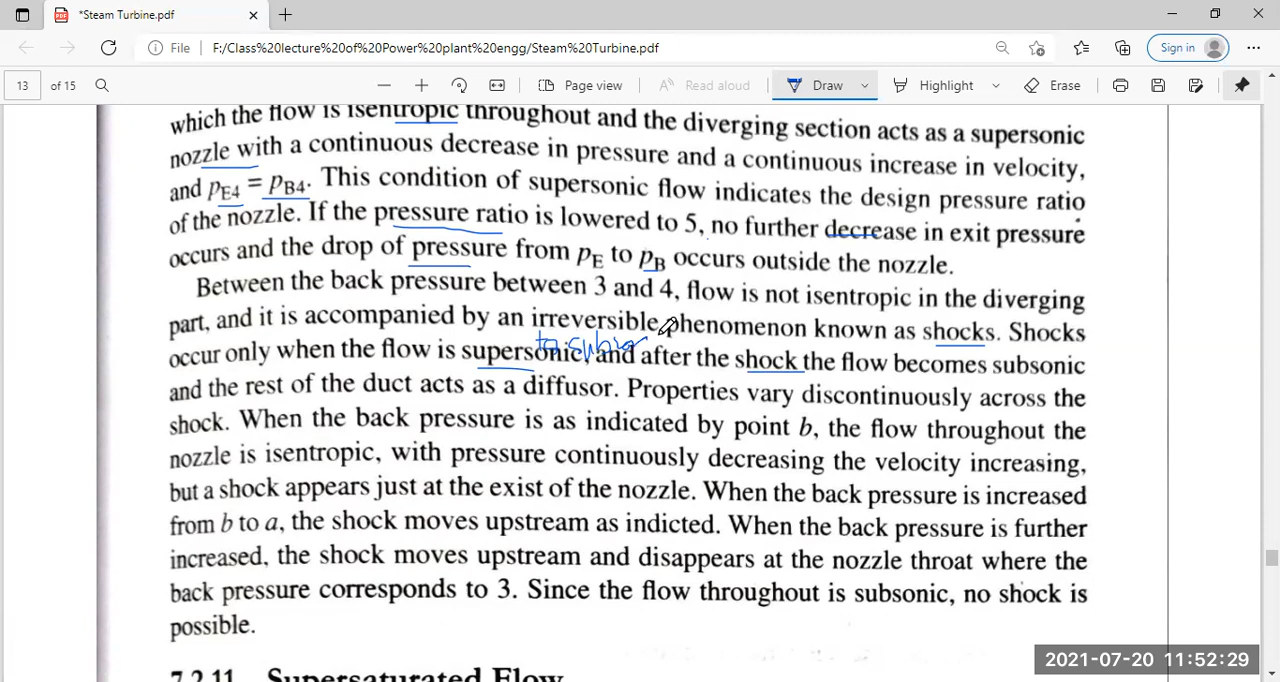 *Steam Turbine.pdf
File F:/Class%20lecture%20of%20Power%20plant%20engg/Steam%20Turbine.pdf Sign in
13 of 15 Page view Read aloud Draw Highlight Erase
which the flow is isentropic throughout and the diverging section acts as a supersonic
nozzle with a continuous decrease in pressure and a continuous increase in velocity,
and pE4 = pB4. This condition of supersonic flow indicates the design pressure ratio
of the nozzle. If the pressure ratio is lowered to 5, no further decrease in exit pressure
occurs and the drop of pressure from pE to pB occurs outside the nozzle.
Between the back pressure between 3 and 4, flow is not isentropic in the diverging
part, and it is accompanied by an irreversible phenomenon known as shocks. Shocks
to subson
occur only when the flow is supersonic, and after the shock the flow becomes subsonic
and the rest of the duct acts as a diffusor. Properties vary discontinuously across the
shock. When the back pressure is as indicated by point b, the flow throughout the
nozzle is isentropic, with pressure continuously decreasing the velocity increasing,
but a shock appears just at the exist of the nozzle. When the back pressure is increased
from b to a, the shock moves upstream as indicted. When the back pressure is further
increased, the shock moves upstream and disappears at the nozzle throat where the
back pressure corresponds to 3. Since the flow throughout is subsonic, no shock is
possible.
7.2.11 Supersaturated Flow
2021-07-20 11:52:29